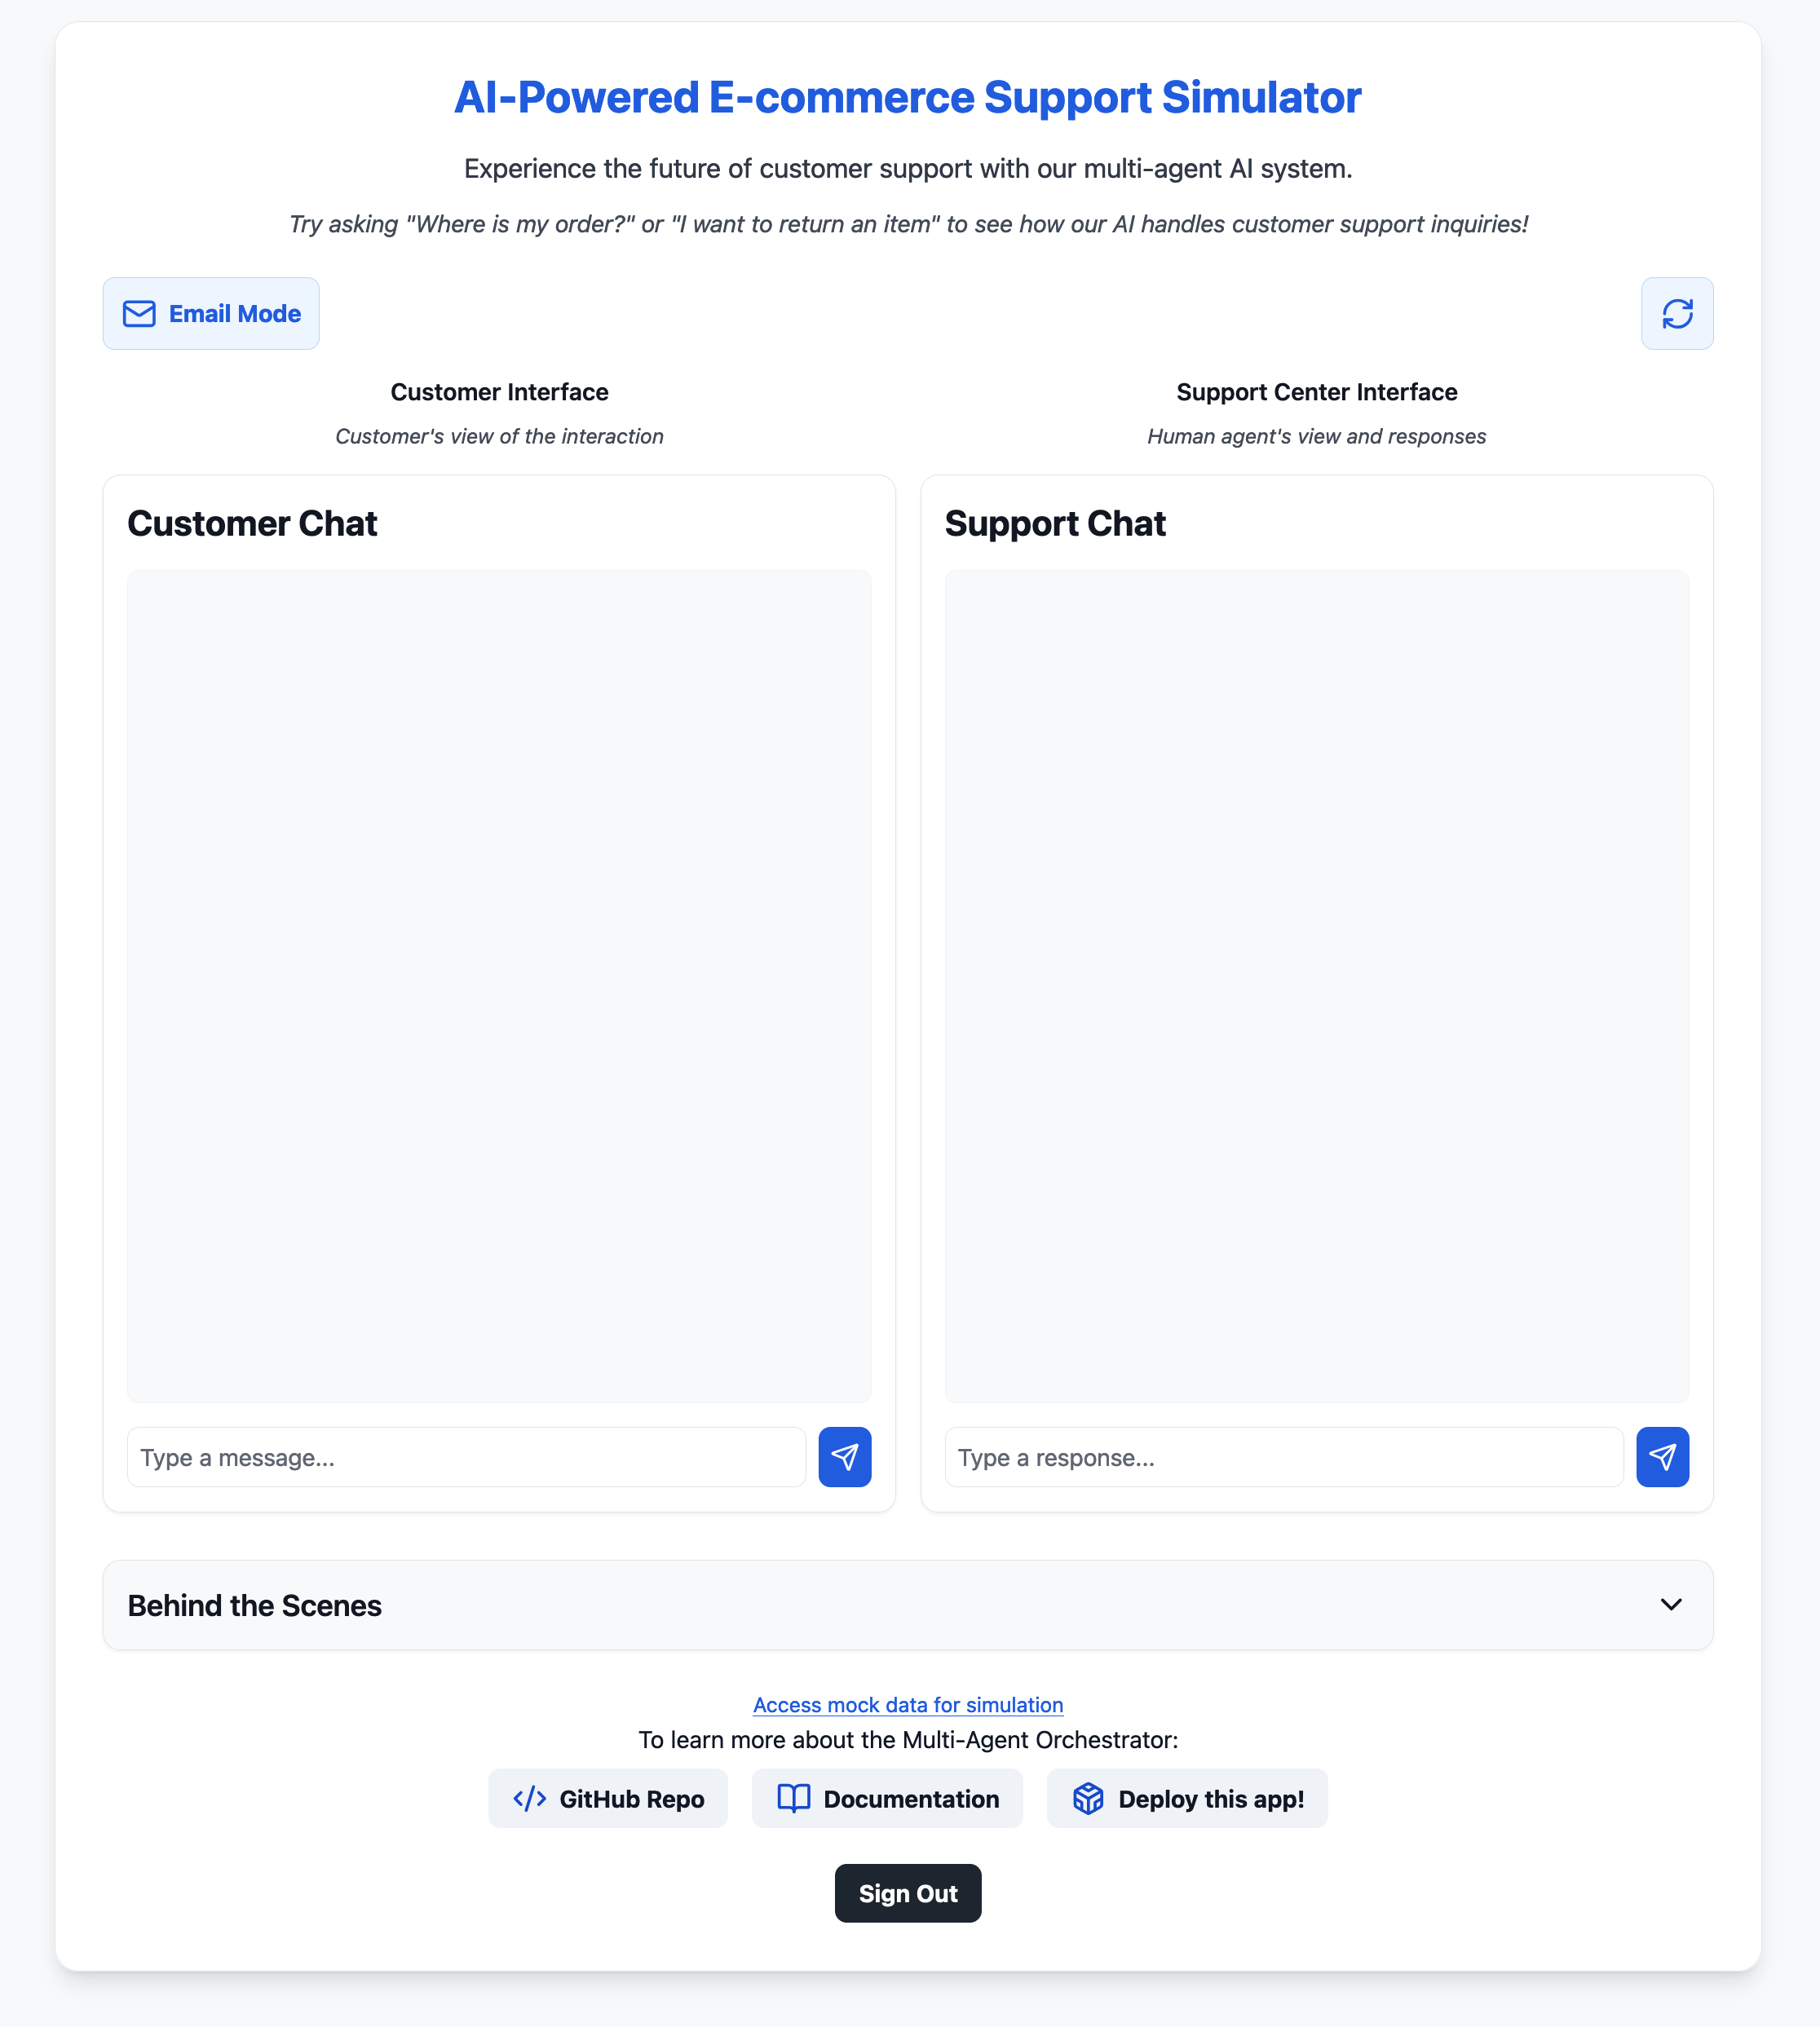 AI-Powered E-commerce Support Simulator
Experience the future of customer support with our multi-agent AI system.
Try asking "Where is my order?" or "I want to return an item" to see how our AI handles customer support inquiries!
Email Mode
Customer Interface
Customer's view of the interaction
Support Center Interface
Human agent's view and responses
Customer Chat
Support Chat
Type a message...
Type a response...
Behind the Scenes
Access mock data for simulation
To learn more about the Multi-Agent Orchestrator:
GitHub Repo
Documentation
Deploy this app!
Sign Out